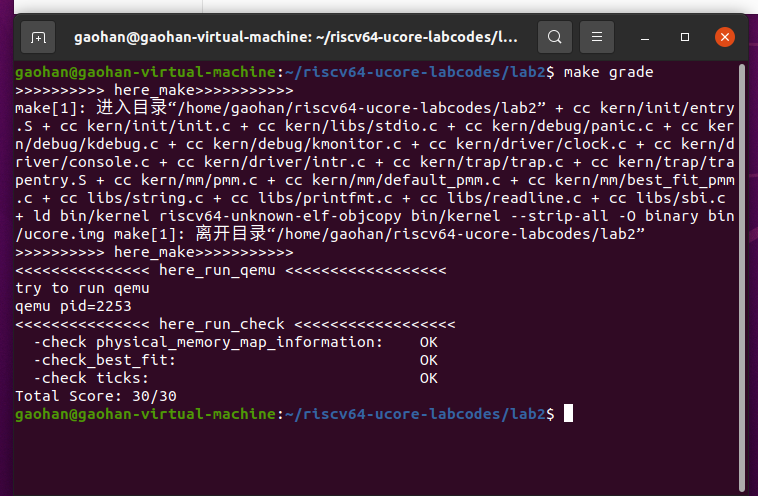 gaohan@gaohan-virtual-machine: ~/riscv64-ucore-labcodes/l...
gaohan@gaohan-virtual-machine:~/riscv64-ucore-labcodes/lab2$ make grade
>>>>>>>>>> here_make>>>>>>>>>>>
make[1]: 进入目录“/home/gaohan/riscv64-ucore-labcodes/lab2” + cc kern/init/entry
.S + cc kern/init/init.c + cc kern/libs/stdio.c + cc kern/debug/panic.c + cc ker
n/debug/kdebug.c + cc kern/debug/kmonitor.c + cc kern/driver/clock.c + cc kern/d
river/console.c + cc kern/driver/intr.c + cc kern/trap/trap.c + cc kern/trap/tra
pentry.S + cc kern/mm/pmm.c + cc kern/mm/default_pmm.c + cc kern/mm/best_fit_pmm
.c + cc libs/string.c + cc libs/printfmt.c + cc libs/readline.c + cc libs/sbi.c
+ ld bin/kernel riscv64-unknown-elf-objcopy bin/kernel --strip-all -O binary bin
/ucore.img make[1]: 离开目录“/home/gaohan/riscv64-ucore-labcodes/lab2”
>>>>>>>>>> here_make>>>>>>>>>>>
<<<<<<<<<<<<<<< here_run_qemu <<<<<<<<<<<<<<<<<<
try to run qemu
qemu pid=2253
<<<<<<<<<<<<<<< here_run_check <<<<<<<<<<<<<<<<<<
  -check physical_memory_map_information:    OK
  -check_best_fit:                           OK
  -check ticks:                              OK
Total Score: 30/30
gaohan@gaohan-virtual-machine:~/riscv64-ucore-labcodes/lab2$